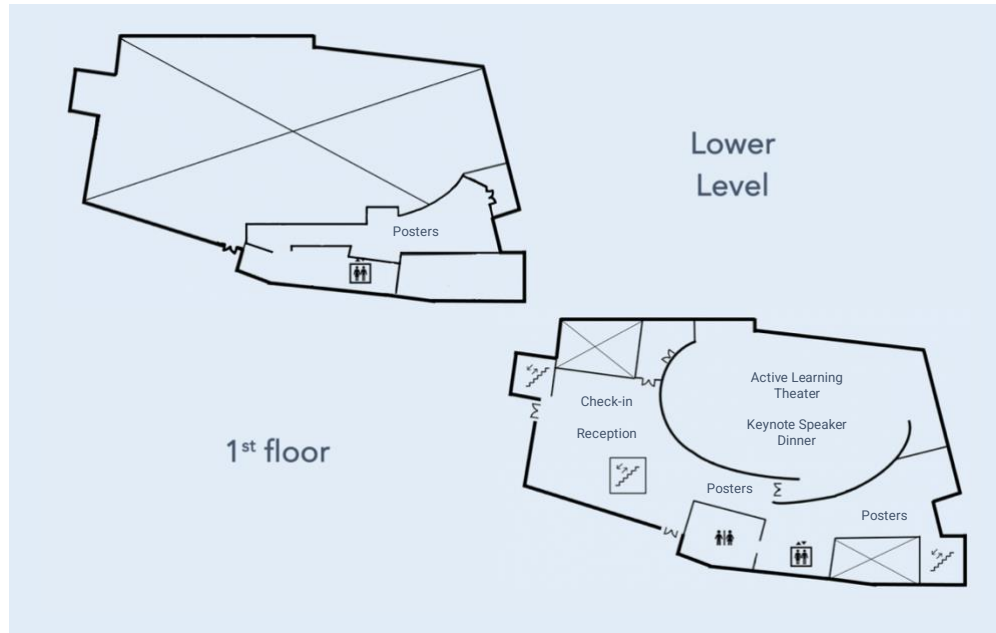 Lower
Level
Posters
Active Learning
Theater
Keynote Speaker
Dinner
Check-in
Reception
1st floor
Posters
Posters